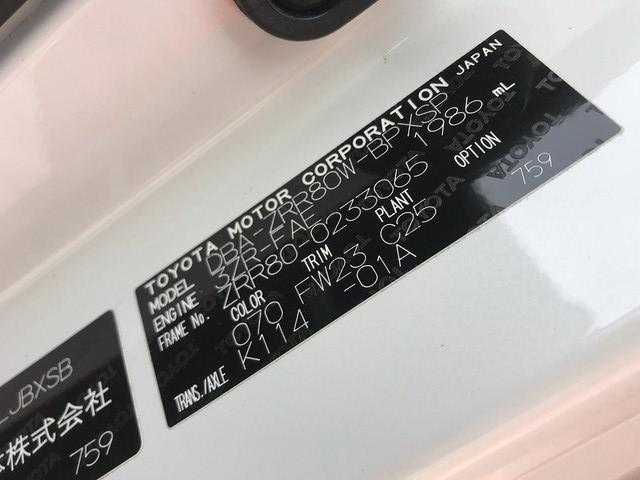 TOYOTA MOTOR CORPORATION JAPAN
MODEL DBA-ZRR80W-BPXSP
ENGINE 3ZR-FAE 1986 mL
FRAME No. ZRR80-0233065
COLOR TRIM PLANT OPTION
070 FW23 C25 759
TRANS./AXLE K114 -01A
JBXSB
株式会社
759